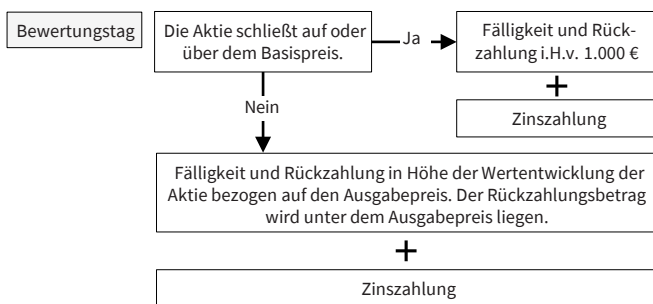 Bewertungstag
Die Aktie schließt auf oder
über dem Basispreis.
Ja
Fälligkeit und Rück-
zahlung i.H.v. 1.000 €
+
Zinszahlung
Nein
Fälligkeit und Rückzahlung in Höhe der Wertentwicklung der
Aktie bezogen auf den Ausgabepreis. Der Rückzahlungsbetrag
wird unter dem Ausgabepreis liegen.
+
Zinszahlung